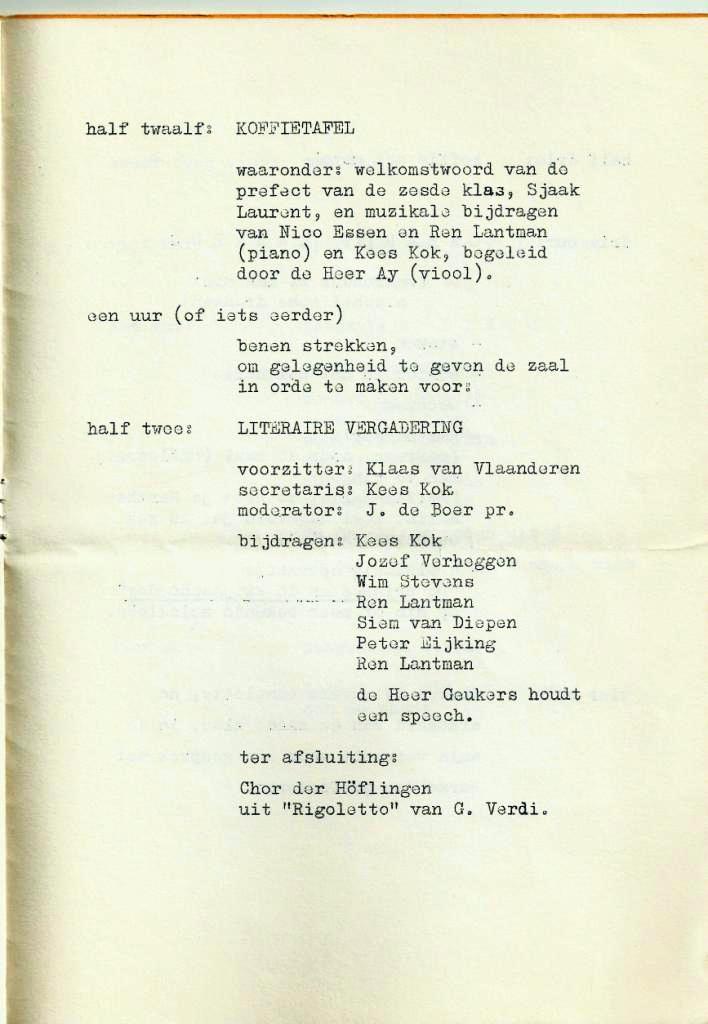 half twaalf: KOFFIETAFEL
waaronder: welkomstwoord van de
prefect van de zesde klas, Sjaak
Laurent, en muzikale bijdragen
van Nico Essen en Ren Lantman
(piano) en Kees Kok, begeleid
door de Heer Ay (viool).
een uur (of iets eerder)
benen strekken,
om gelegenheid te geven de zaal
in orde te maken voor:
half twee: LITERAIRE VERGADERING
voorzitter: Klaas van Vlaanderen
secretaris: Kees Kok
moderator: J. de Boer pr.
bijdragen: Kees Kok
Jozef Verheggen
Wim Stevens
Ren Lantman
Siem van Diepen
Peter Eijking
Ren Lantman
de Heer Geukers houdt
een speech.
ter afsluiting:
Chor der Höflingen
uit "Rigoletto" van G. Verdi.